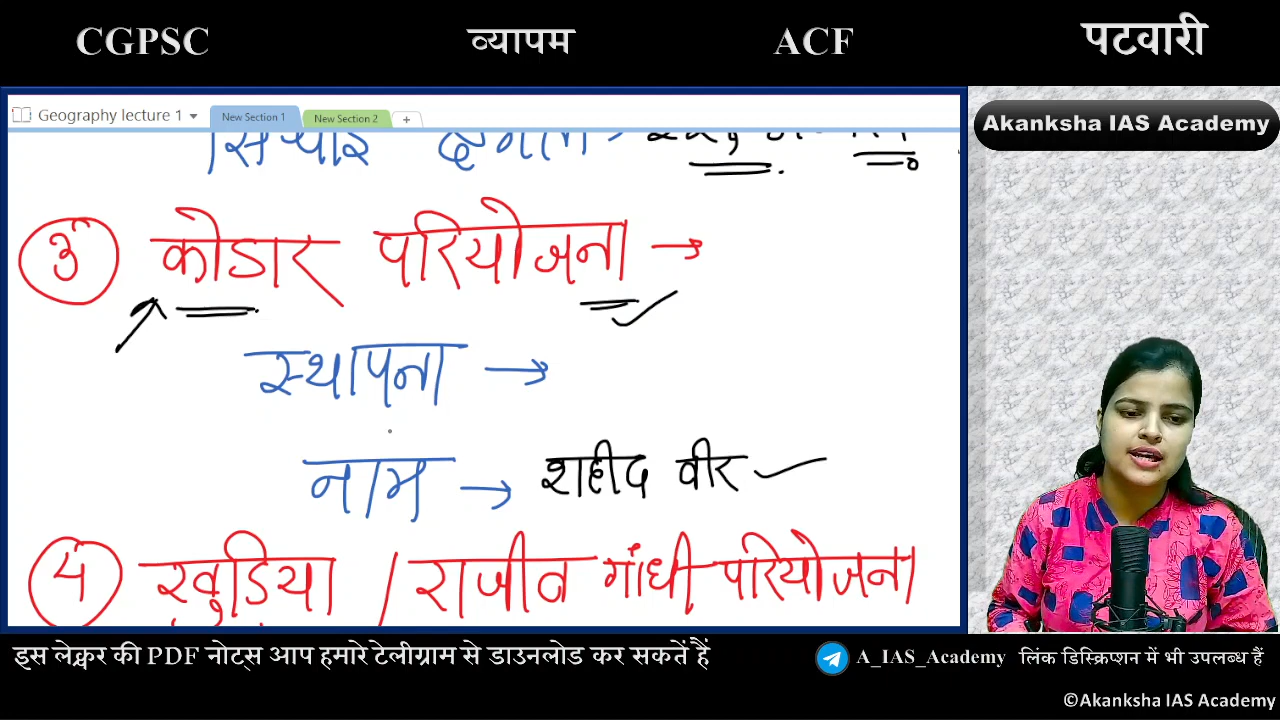 CGPSC व्यापम ACF पटवारी
Geography lecture 1 New Section 1 New Section 2 +
Akanksha IAS Academy
सिंचाई क्षमता →
③ कोडार परियोजना →
स्थापना →
नाम → शहीद वीर
④ खुडिया / राजीव गांधी परियोजना
इस लेक्चर की PDF नोट्स आप हमारे टेलीग्राम से डाउनलोड कर सकतें हैं A_IAS_Academy लिंक डिस्क्रिप्शन में भी उपलब्ध हैं
©Akanksha IAS Academy